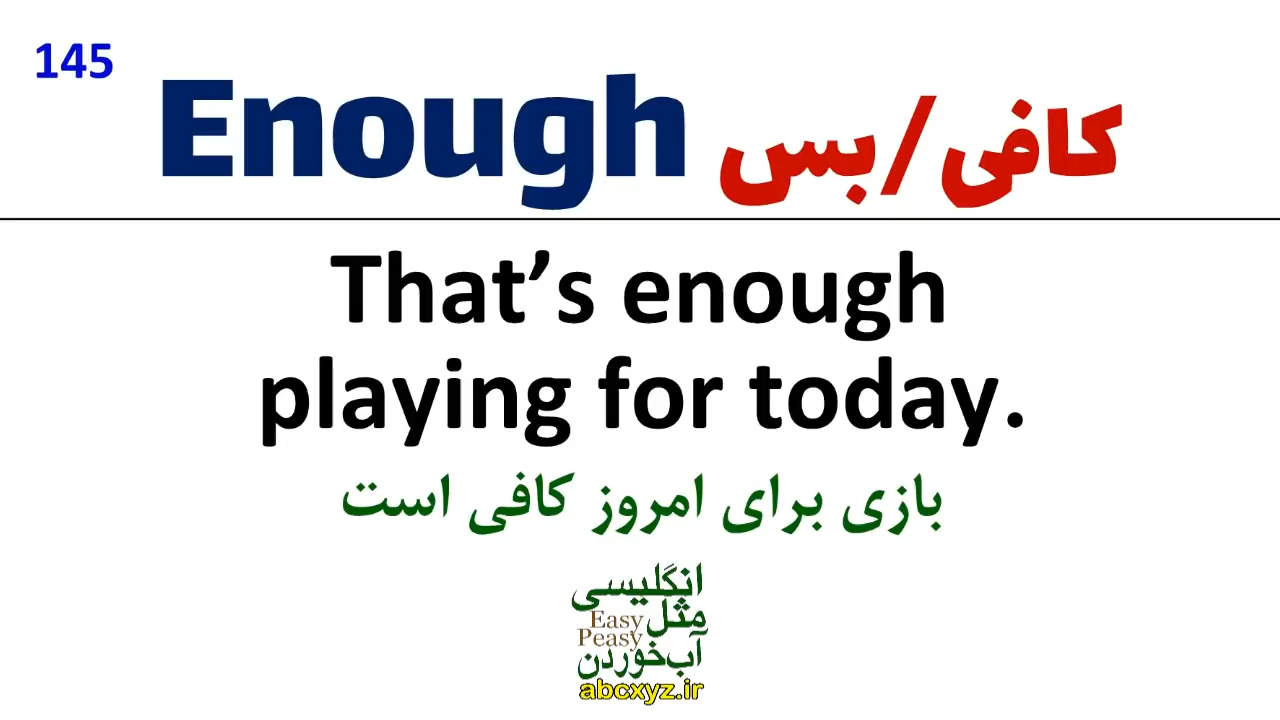 145
Enough کافی/بس
That's enough
playing for today.
بازی برای امروز کافی است
انگلیسی
مثل
Easy
Peasy
آب‌خوردن
abcxyz.ir